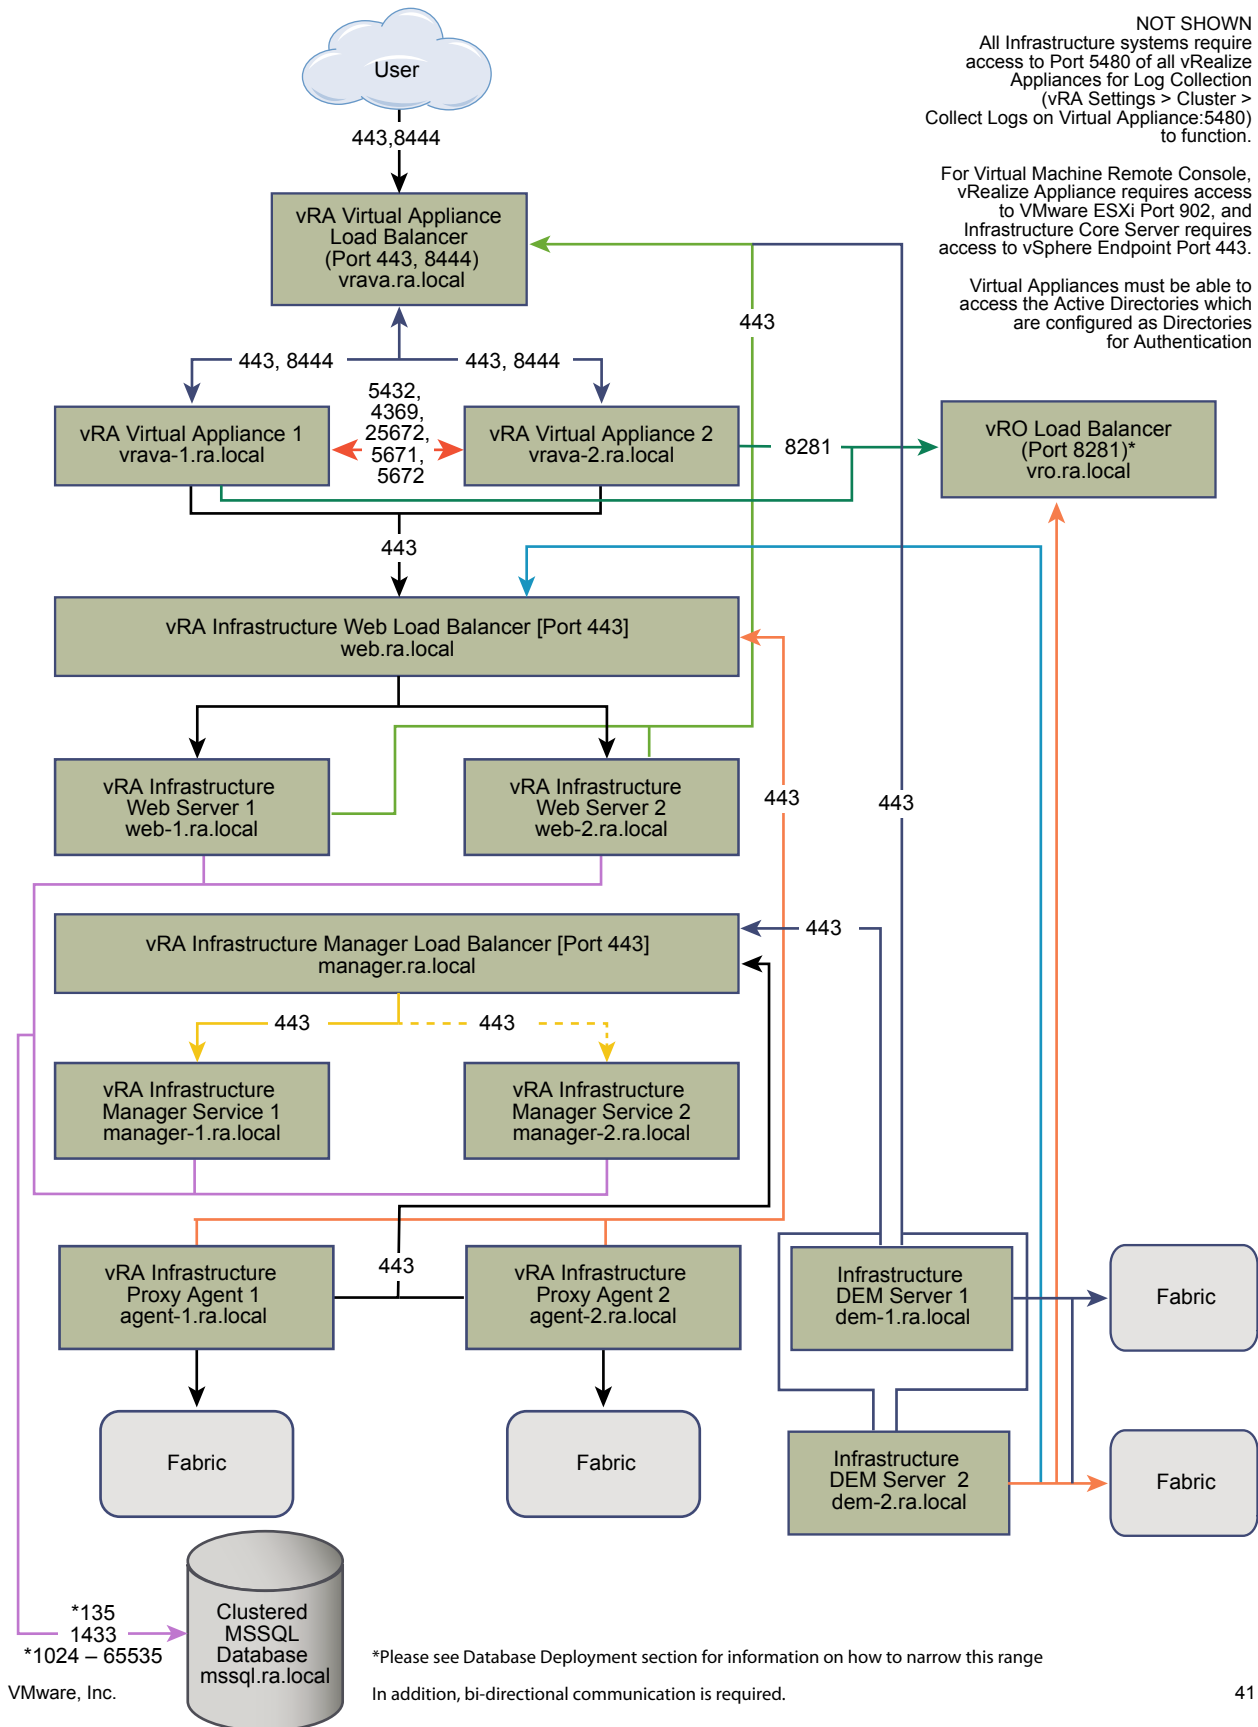 NOT SHOWN
All Infrastructure systems require
access to Port 5480 of all vRealize
Appliances for Log Collection
(vRA Settings > Cluster >
Collect Logs on Virtual Appliance:5480)
to function.
For Virtual Machine Remote Console,
vRealize Appliance requires access
to VMware ESXi Port 902, and
Infrastructure Core Server requires
access to vSphere Endpoint Port 443.
Virtual Appliances must be able to
access the Active Directories which
are configured as Directories
for Authentication
User
443,8444
vRA Virtual Appliance
Load Balancer
(Port 443, 8444)
vrava.ra.local
443
443, 8444
443, 8444
vRA Virtual Appliance 1
vrava-1.ra.local
5432,
4369,
25672,
5671,
5672
vRA Virtual Appliance 2
vrava-2.ra.local
8281
vRO Load Balancer
(Port 8281)*
vro.ra.local
443
vRA Infrastructure Web Load Balancer [Port 443]
web.ra.local
vRA Infrastructure
Web Server 1
web-1.ra.local
vRA Infrastructure
Web Server 2
web-2.ra.local
443
443
vRA Infrastructure Manager Load Balancer [Port 443]
manager.ra.local
443
443
443
vRA Infrastructure
Manager Service 1
manager-1.ra.local
vRA Infrastructure
Manager Service 2
manager-2.ra.local
vRA Infrastructure
Proxy Agent 1
agent-1.ra.local
443
vRA Infrastructure
Proxy Agent 2
agent-2.ra.local
Infrastructure
DEM Server 1
dem-1.ra.local
Fabric
Fabric
Fabric
Infrastructure
DEM Server 2
dem-2.ra.local
Fabric
*135
1433
*1024 – 65535
Clustered
MSSQL
Database
mssql.ra.local
*Please see Database Deployment section for information on how to narrow this range
In addition, bi-directional communication is required.
VMware, Inc.
41